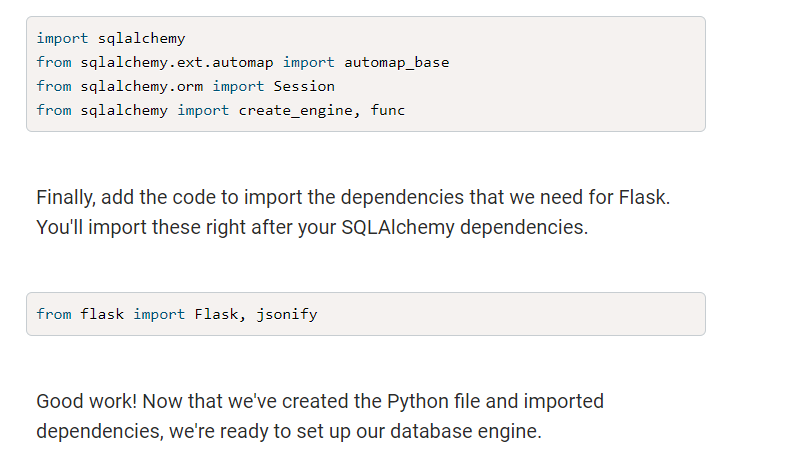 import sqlalchemy
from sqlalchemy.ext.automap import automap_base
from sqlalchemy.orm import Session
from sqlalchemy import create_engine, func
Finally, add the code to import the dependencies that we need for Flask.
You'll import these right after your SQLAlchemy dependencies.
from flask import Flask, jsonify
Good work! Now that we've created the Python file and imported
dependencies, we're ready to set up our database engine.